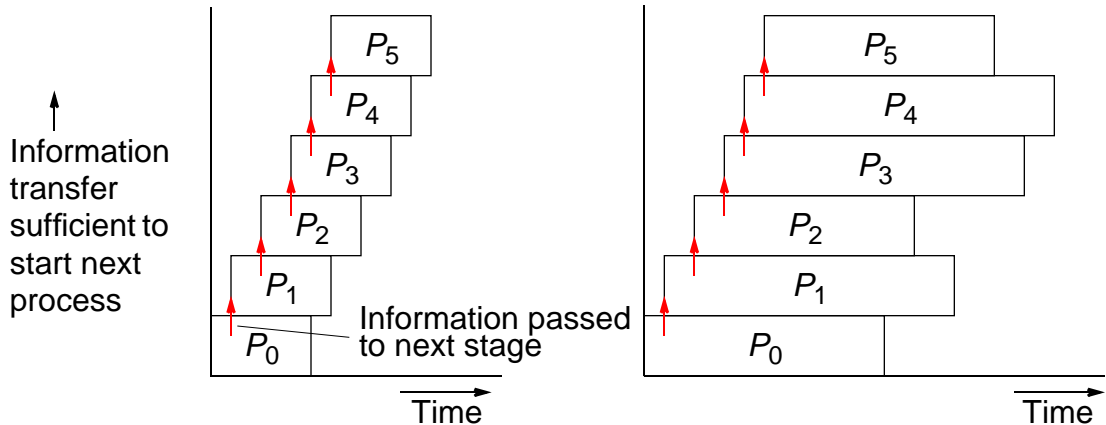 Information
transfer
sufficient to
start next
process
P5
P4
P3
P2
P1
P0
Information passed
to next stage
Time
P5
P4
P3
P2
P1
P0
Time